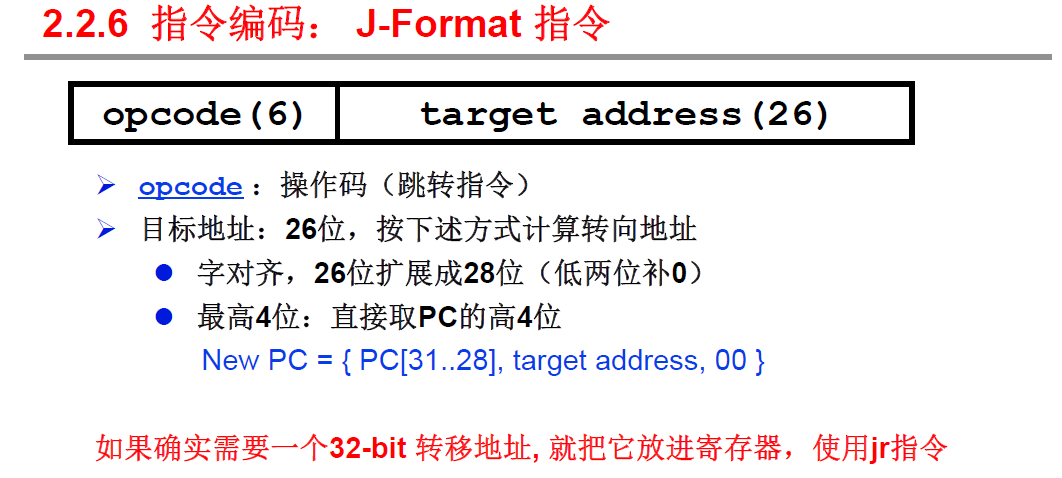 2.2.6 指令编码： J-Format 指令
opcode(6) target address(26)
➢ opcode：操作码（跳转指令）
➢ 目标地址：26位，按下述方式计算转向地址
● 字对齐，26位扩展成28位（低两位补0）
● 最高4位：直接取PC的高4位
New PC = { PC[31..28], target address, 00 }
如果确实需要一个32-bit 转移地址, 就把它放进寄存器，使用jr指令